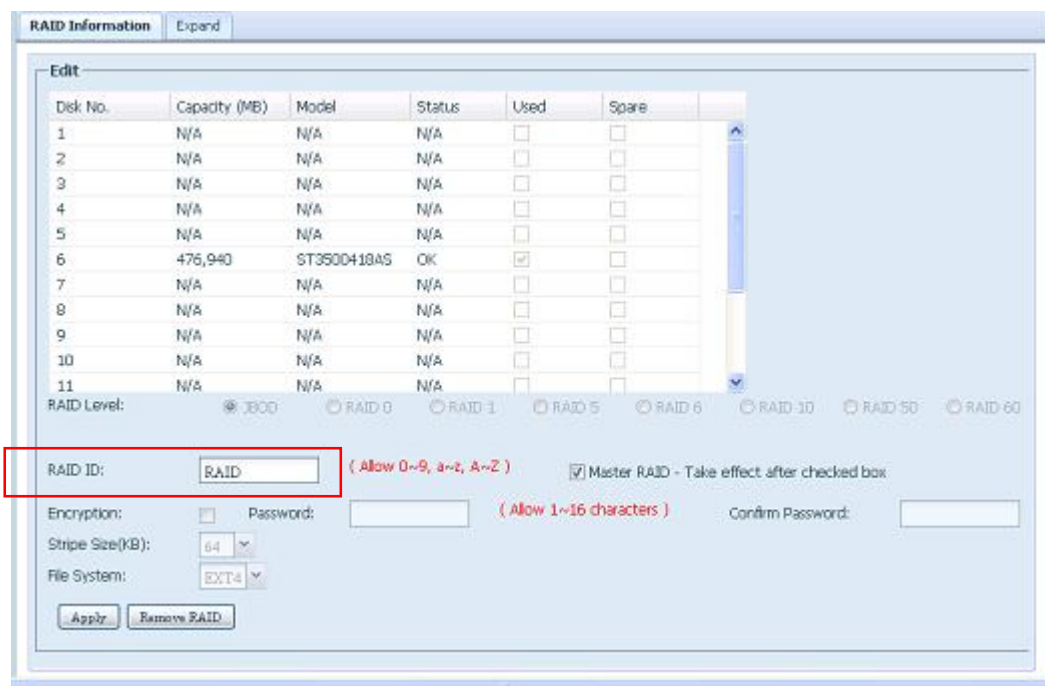 RAID Information Expand
Edit
Disk No. Capacity (MB) Model Status Used Spare
1 N/A N/A N/A
2 N/A N/A N/A
3 N/A N/A N/A
4 N/A N/A N/A
5 N/A N/A N/A
6 476,940 ST3500418AS OK
7 N/A N/A N/A
8 N/A N/A N/A
9 N/A N/A N/A
10 N/A N/A N/A
11 N/A N/A N/A
RAID Level: JBOD RAID 0 RAID 1 RAID 5 RAID 6 RAID 10 RAID 50 RAID 60
RAID ID: RAID ( Allow 0~9, a~z, A~Z ) Master RAID - Take effect after checked box
Encryption: Password: ( Allow 1~16 characters ) Confirm Password:
Stripe Size(KB): 64
File System: EXT4
Apply Remove RAID